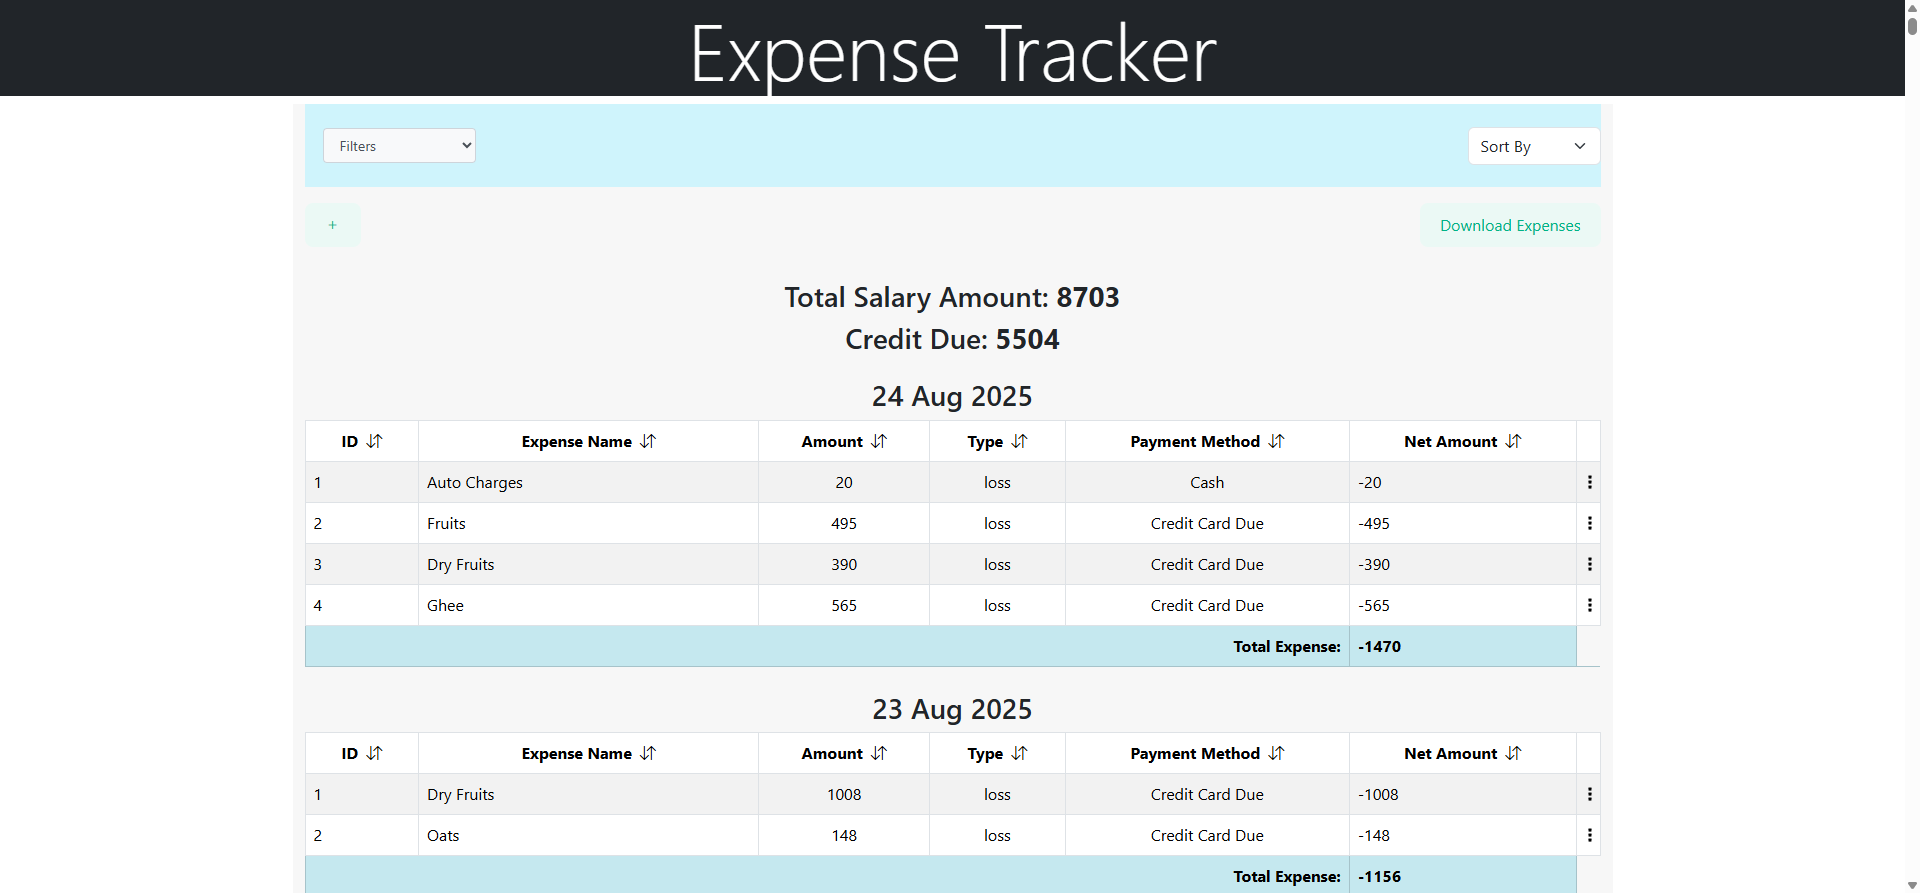 Expense Tracker
Filters
Sort By
+
Download Expenses
Total Salary Amount: 8703
Credit Due: 5504
24 Aug 2025
ID Expense Name Amount Type Payment Method Net Amount
1 Auto Charges 20 loss Cash -20
2 Fruits 495 loss Credit Card Due -495
3 Dry Fruits 390 loss Credit Card Due -390
4 Ghee 565 loss Credit Card Due -565
Total Expense: -1470
23 Aug 2025
ID Expense Name Amount Type Payment Method Net Amount
1 Dry Fruits 1008 loss Credit Card Due -1008
2 Oats 148 loss Credit Card Due -148
Total Expense: -1156